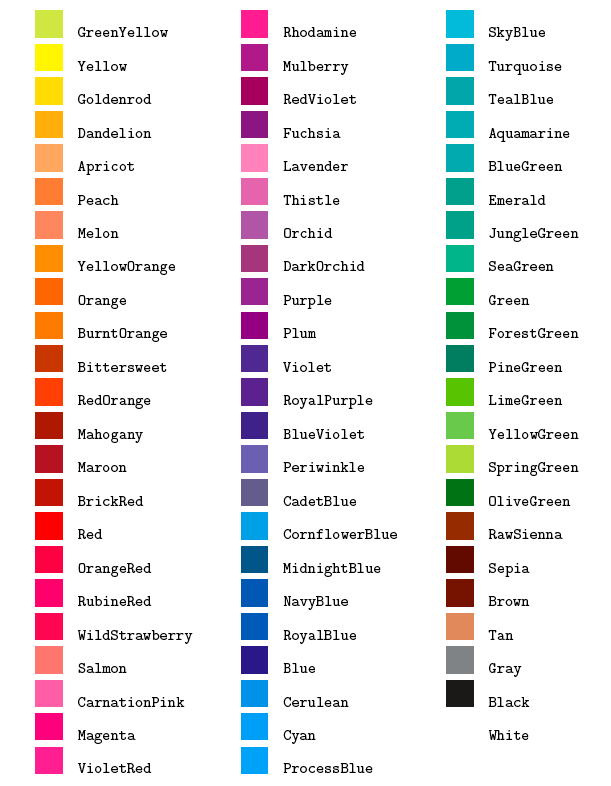 GreenYellow
Yellow
Goldenrod
Dandelion
Apricot
Peach
Melon
YellowOrange
Orange
BurntOrange
Bittersweet
RedOrange
Mahogany
Maroon
BrickRed
Red
OrangeRed
RubineRed
WildStrawberry
Salmon
CarnationPink
Magenta
VioletRed
Rhodamine
Mulberry
RedViolet
Fuchsia
Lavender
Thistle
Orchid
DarkOrchid
Purple
Plum
Violet
RoyalPurple
BlueViolet
Periwinkle
CadetBlue
CornflowerBlue
MidnightBlue
NavyBlue
RoyalBlue
Blue
Cerulean
Cyan
ProcessBlue
SkyBlue
Turquoise
TealBlue
Aquamarine
BlueGreen
Emerald
JungleGreen
SeaGreen
Green
ForestGreen
PineGreen
LimeGreen
YellowGreen
SpringGreen
OliveGreen
RawSienna
Sepia
Brown
Tan
Gray
Black
White